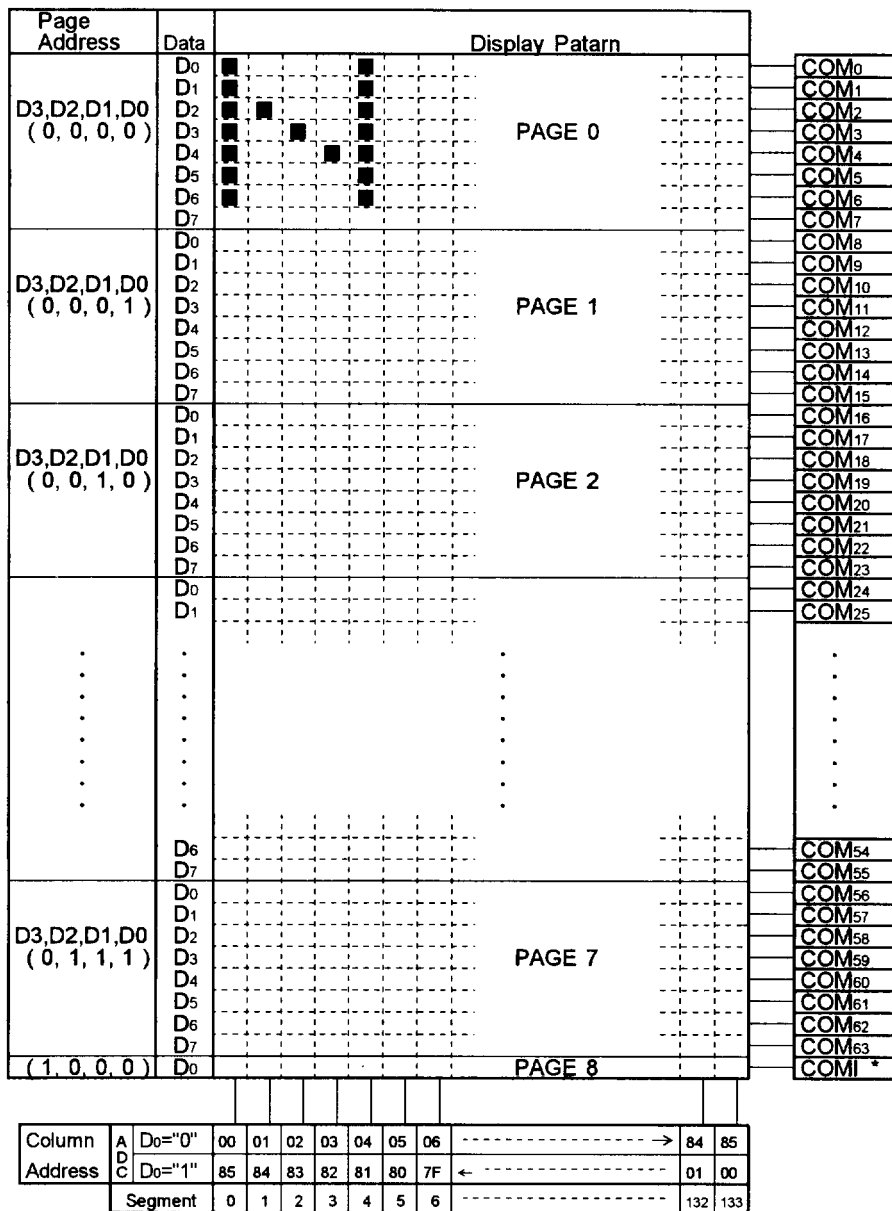 Page Address Data Display Patarn
D0 COM0
D1 COM1
D3,D2,D1,D0 D2 COM2
( 0, 0, 0, 0 ) D3 PAGE 0 COM3
D4 COM4
D5 COM5
D6 COM6
D7 COM7
D0 COM8
D1 COM9
D3,D2,D1,D0 D2 COM10
( 0, 0, 0, 1 ) D3 PAGE 1 COM11
D4 COM12
D5 COM13
D6 COM14
D7 COM15
D0 COM16
D1 COM17
D3,D2,D1,D0 D2 COM18
( 0, 0, 1, 0 ) D3 PAGE 2 COM19
D4 COM20
D5 COM21
D6 COM22
D7 COM23
D0 COM24
D1 COM25
D6 COM54
D7 COM55
D0 COM56
D1 COM57
D3,D2,D1,D0 D2 COM58
( 0, 1, 1, 1 ) D3 PAGE 7 COM59
D4 COM60
D5 COM61
D6 COM62
D7 COM63
( 1, 0, 0, 0 ) D0 PAGE 8 COMI *
Column Address ADC D0="0" 00 01 02 03 04 05 06 84 85
D0="1" 85 84 83 82 81 80 7F 01 00
Segment 0 1 2 3 4 5 6 132 133